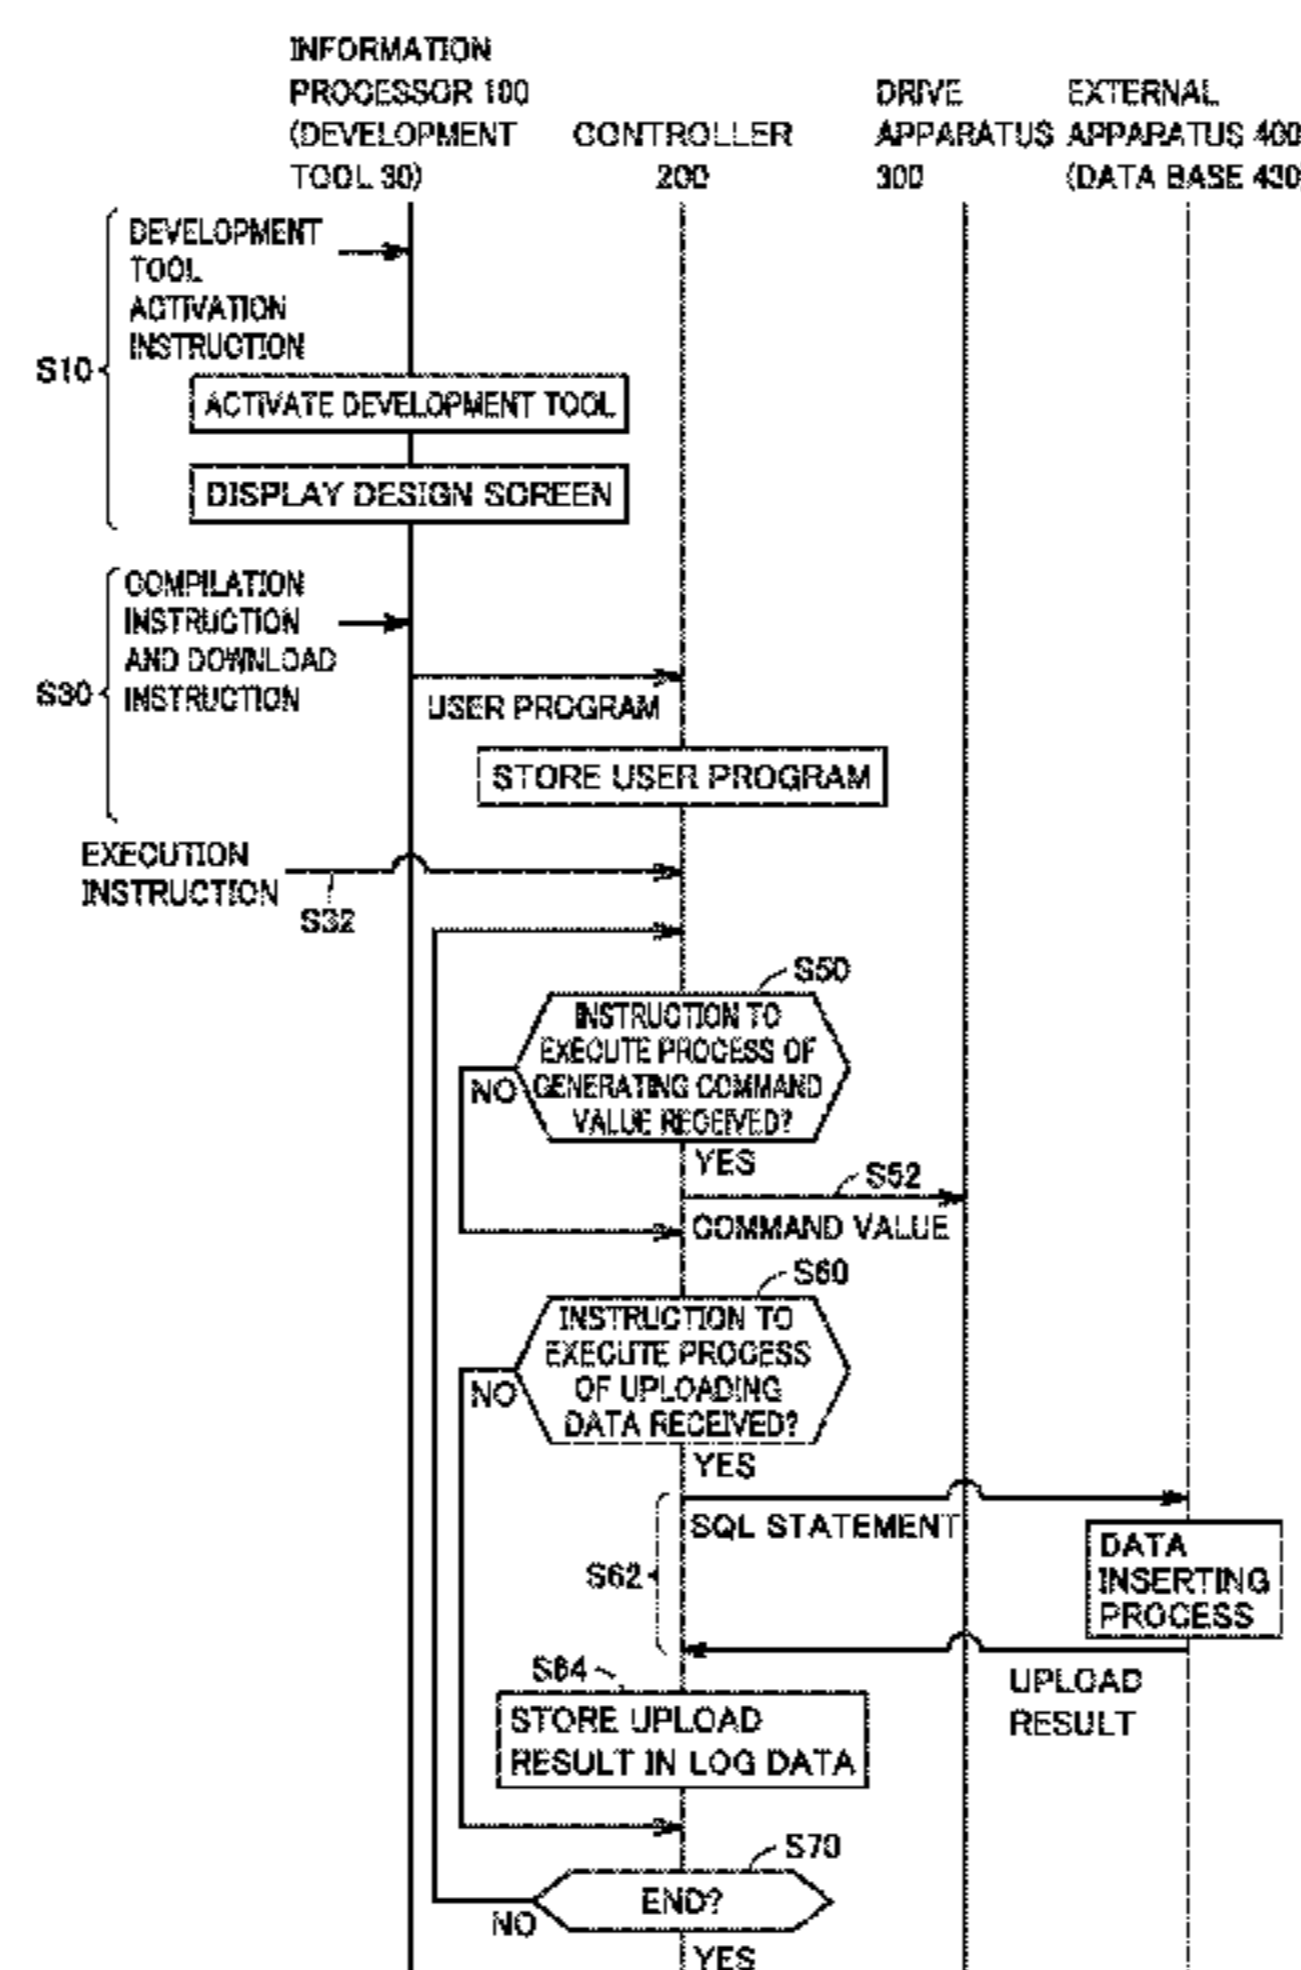 INFORMATION
PROCESSOR 100
(DEVELOPMENT
TOOL 30)
CONTROLLER
200
DRIVE
APPARATUS
300
EXTERNAL
APPARATUS 400
(DATA BASE 430)
DEVELOPMENT
TOOL
ACTIVATION
INSTRUCTION
S10
ACTIVATE DEVELOPMENT TOOL
DISPLAY DESIGN SCREEN
COMPILATION
INSTRUCTION
AND DOWNLOAD
INSTRUCTION
S30
USER PROGRAM
STORE USER PROGRAM
EXECUTION
INSTRUCTION
S32
S50
INSTRUCTION TO
EXECUTE PROCESS OF
GENERATING COMMAND
VALUE RECEIVED?
NO
YES
S52
COMMAND VALUE
S60
INSTRUCTION TO
EXECUTE PROCESS
OF UPLOADING
DATA RECEIVED?
NO
YES
SQL STATEMENT
S62
DATA
INSERTING
PROCESS
UPLOAD
RESULT
S64
STORE UPLOAD
RESULT IN LOG DATA
S70
END?
NO
YES